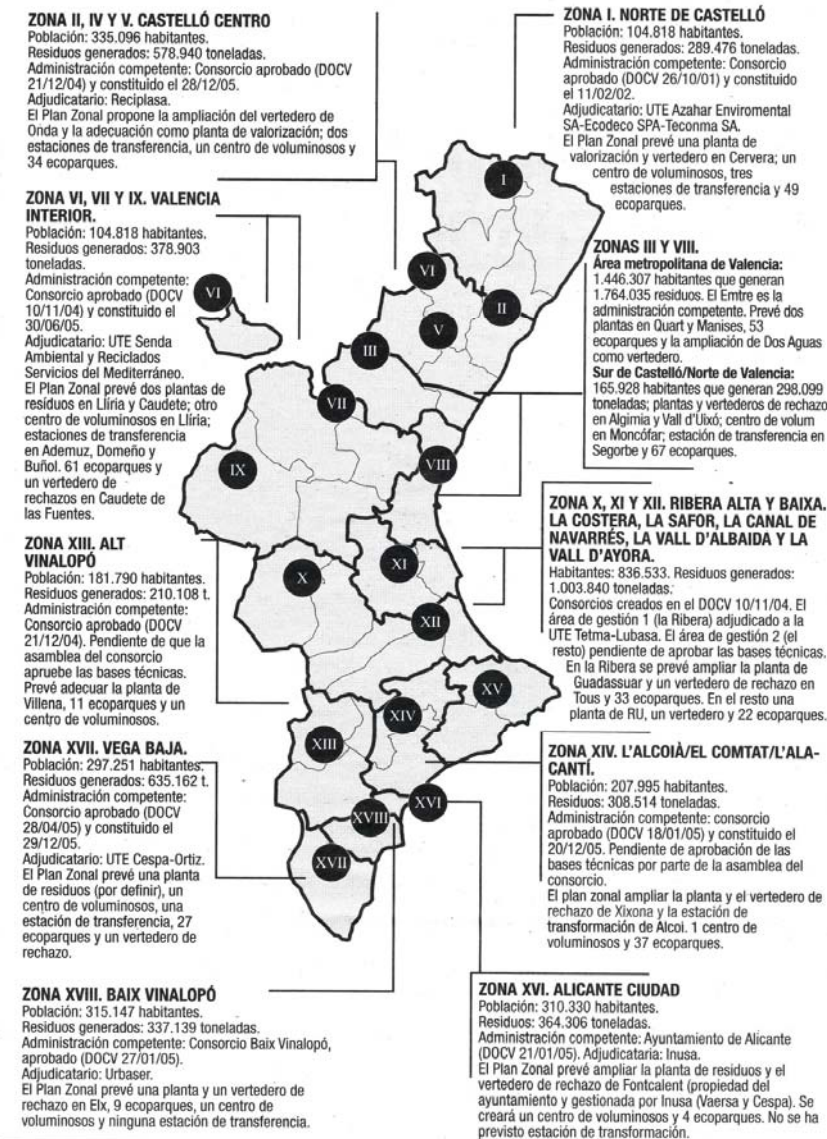 ZONA II, IV Y V. CASTELLÓ CENTRO
Población: 335.096 habitantes.
Residuos generados: 578.940 toneladas.
Administración competente: Consorcio aprobado (DOCV
21/12/04) y constituido el 28/12/05.
Adjudicatario: Reciplasa.
El Plan Zonal propone la ampliación del vertedero de
Onda y la adecuación como planta de valorización; dos
estaciones de transferencia, un centro de voluminosos y
34 ecoparques.
ZONA VI, VII Y IX. VALENCIA
INTERIOR.
Población: 104.818 habitantes.
Residuos generados: 378.903
toneladas.
Administración competente:
Consorcio aprobado (DOCV
10/11/04) y constituido el
30/06/05.
Adjudicatario: UTE Senda
Ambiental y Reciclados
Servicios del Mediterráneo.
El Plan Zonal prevé dos plantas de
resíduos en Llíria y Caudete; otro
centro de voluminosos en Llíria;
estaciones de transferencia
en Ademuz, Domeño y
Buñol. 61 ecoparques y
un vertedero de
rechazos en Caudete de
las Fuentes.
ZONA XIII. ALT
VINALOPÓ
Población: 181.790 habitantes.
Residuos generados: 210.108 t.
Administración competente:
Consorcio aprobado (DOCV
21/12/04). Pendiente de que la
asamblea del consorcio
apruebe las bases técnicas.
Prevé adecuar la planta de
Villena, 11 ecoparques y un
centro de voluminosos.
ZONA XVII. VEGA BAJA.
Población: 297.251 habitantes.
Residuos generados: 635.162 t.
Administración competente:
Consorcio aprobado (DOCV
28/04/05) y constituido el
29/12/05.
Adjudicatario: UTE Cespa-Ortiz.
El Plan Zonal prevé una planta
de residuos (por definir), un
centro de voluminosos, una
estación de transferencia, 27
ecoparques y un vertedero de
rechazo.
ZONA XVIII. BAIX VINALOPÓ
Población: 315.147 habitantes.
Residuos generados: 337.139 toneladas.
Administración competente: Consorcio Baix Vinalopó,
aprobado (DOCV 27/01/05).
Adjudicatario: Urbaser.
El Plan Zonal prevé una planta y un vertedero de
rechazo en Elx, 9 ecoparques, un centro de
voluminosos y ninguna estación de transferencia.
I
VI
VI
II
V
III
VII
VIII
IX
XI
X
XII
XV
XIV
XIII
XVI
XVIII
XVII
ZONA I. NORTE DE CASTELLÓ
Población: 104.818 habitantes.
Residuos generados: 289.476 toneladas.
Administración competente: Consorcio
aprobado (DOCV 26/10/01) y constituido
el 11/02/02.
Adjudicatario: UTE Azahar Enviromental
SA-Ecodeco SPA-Teconma SA.
El Plan Zonal prevé una planta de
valorización y vertedero en Cervera; un
centro de voluminosos, tres
estaciones de transferencia y 49
ecoparques.
ZONAS III Y VIII.
Área metropolitana de Valencia:
1.446.307 habitantes que generan
1.764.035 residuos. El Emtre es la
administración competente. Prevé dos
plantas en Quart y Manises, 53
ecoparques y la ampliación de Dos Aguas
como vertedero.
Sur de Castelló/Norte de Valencia:
165.928 habitantes que generan 298.099
toneladas; plantas y vertederos de rechazo
en Algimia y Vall d'Uixó; centro de volum
en Moncófar; estación de transferencia en
Segorbe y 67 ecoparques.
ZONA X, XI Y XII. RIBERA ALTA Y BAIXA.
LA COSTERA, LA SAFOR, LA CANAL DE
NAVARRÉS, LA VALL D'ALBAIDA Y LA
VALL D'AYORA.
Habitantes: 836.533. Residuos generados:
1.003.840 toneladas.
Consorcios creados en el DOCV 10/11/04. El
área de gestión 1 (la Ribera) adjudicado a la
UTE Tetma-Lubasa. El área de gestión 2 (el
resto) pendiente de aprobar las bases técnicas.
En la Ribera se prevé ampliar la planta de
Guadassuar y un vertedero de rechazo en
Tous y 33 ecoparques. En el resto una
planta de RU, un vertedero y 22 ecoparques.
ZONA XIV. L'ALCOIÀ/EL COMTAT/L'ALA-
CANTÍ.
Población: 207.995 habitantes.
Residuos: 308.514 toneladas.
Administración competente: consorcio
aprobado (DOCV 18/01/05) y constituido el
20/12/05. Pendiente de aprobación de las
bases técnicas por parte de la asamblea del
consorcio.
El plan zonal ampliar la planta y el vertedero de
rechazo de Xixona y la estación de
transformación de Alcoi. 1 centro de
voluminosos y 37 ecoparques.
ZONA XVI. ALICANTE CIUDAD
Población: 310.330 habitantes.
Residuos: 364.306 toneladas.
Administración competente: Ayuntamiento de Alicante
(DOCV 21/01/05). Adjudicataria: Inusa.
El Plan Zonal prevé ampliar la planta de residuos y el
vertedero de rechazo de Fontcalent (propiedad del
ayuntamiento y gestionada por Inusa (Vaersa y Cespa). Se
creará un centro de voluminosos y 4 ecoparques. No se ha
previsto estación de transformación.